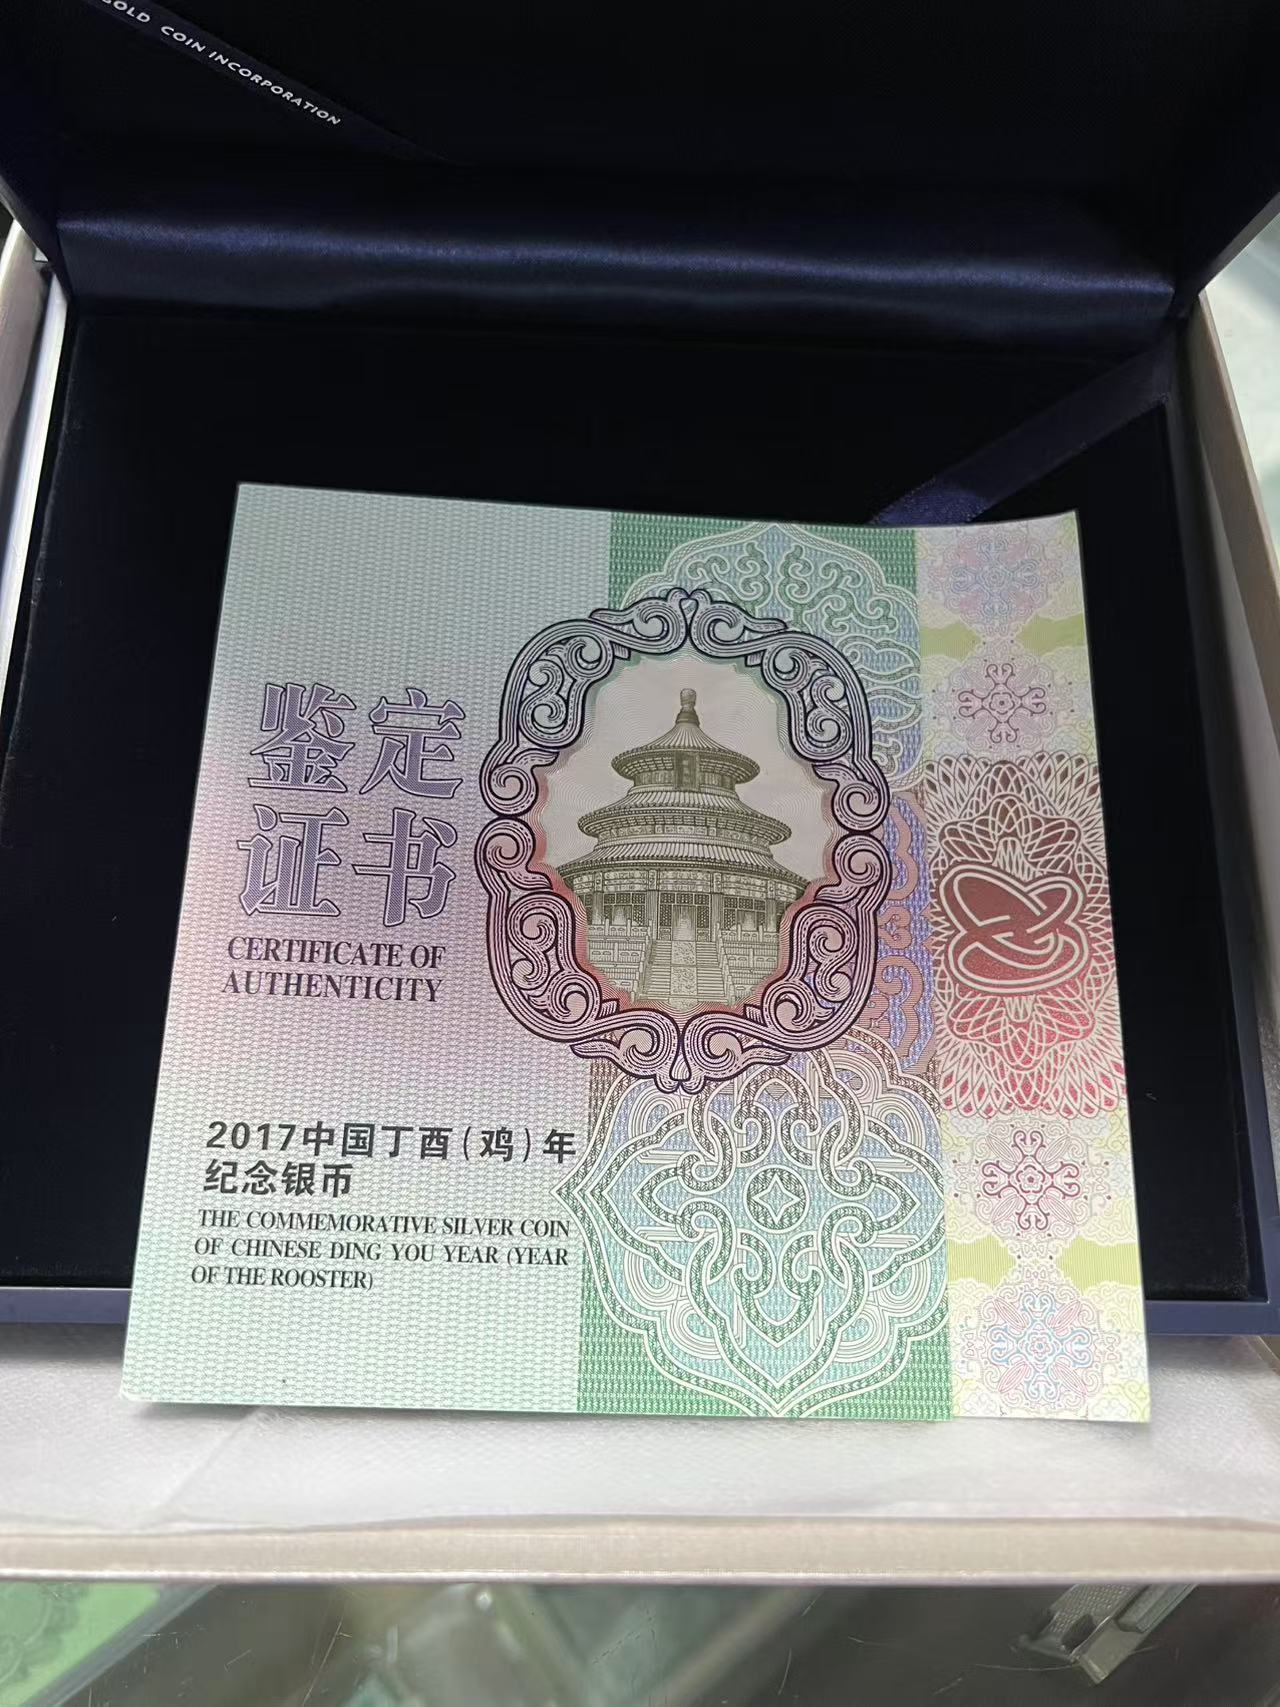 GOLD COIN INCORPORATION
鉴定
证书
CERTIFICATE OF
AUTHENTICITY
2017中国丁酉(鸡)年
纪念银币
THE COMMEMORATIVE SILVER COIN
OF CHINESE DING YOU YEAR (YEAR
OF THE ROOSTER)